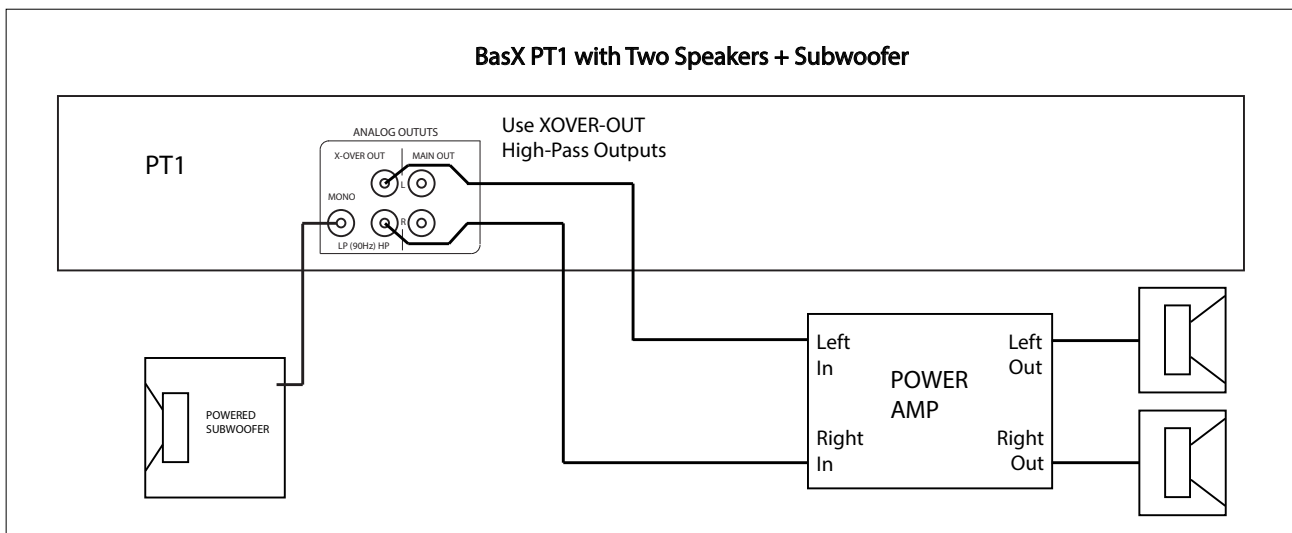 BasX PT1 with Two Speakers + Subwoofer
PT1
ANALOG OUTUTS
X-OVER OUT
MAIN OUT
L
MONO
R
LP (90Hz) HP
Use XOVER-OUT
High-Pass Outputs
POWERED
SUBWOOFER
Left
In
Right
In
POWER
AMP
Left
Out
Right
Out